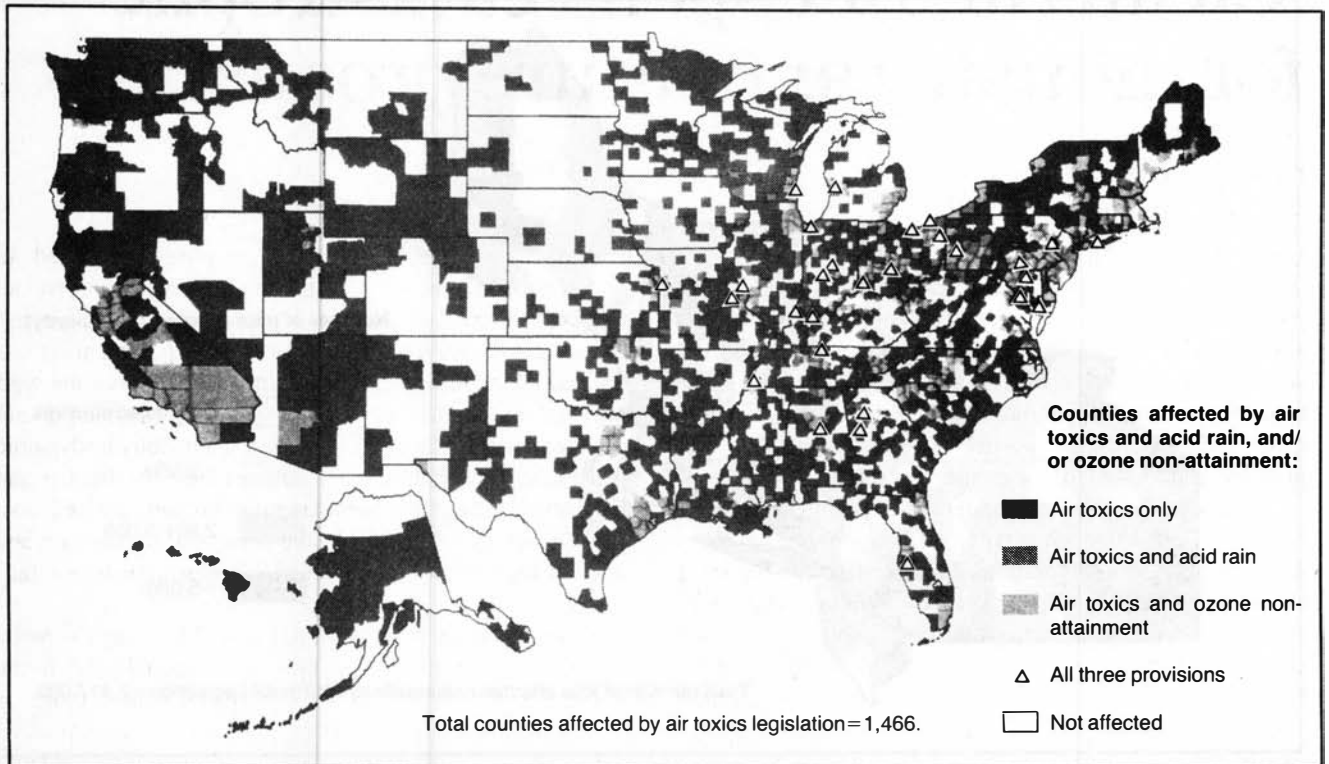 Counties affected by air
toxics and acid rain, and/
or ozone non-attainment:
Air toxics only
Air toxics and acid rain
Air toxics and ozone non-
attainment
All three provisions
Not affected
Total counties affected by air toxics legislation=1,466.